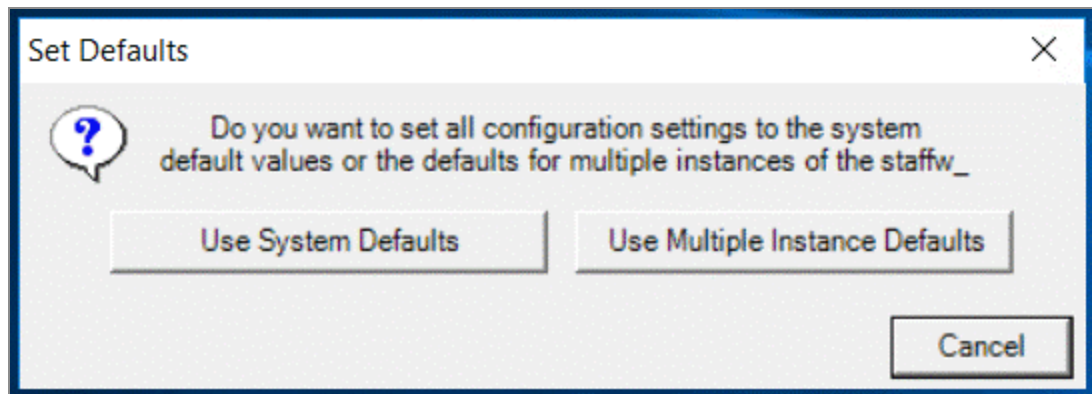 Set Defaults
Do you want to set all configuration settings to the system
default values or the defaults for multiple instances of the staffw_
Use System Defaults
Use Multiple Instance Defaults
Cancel